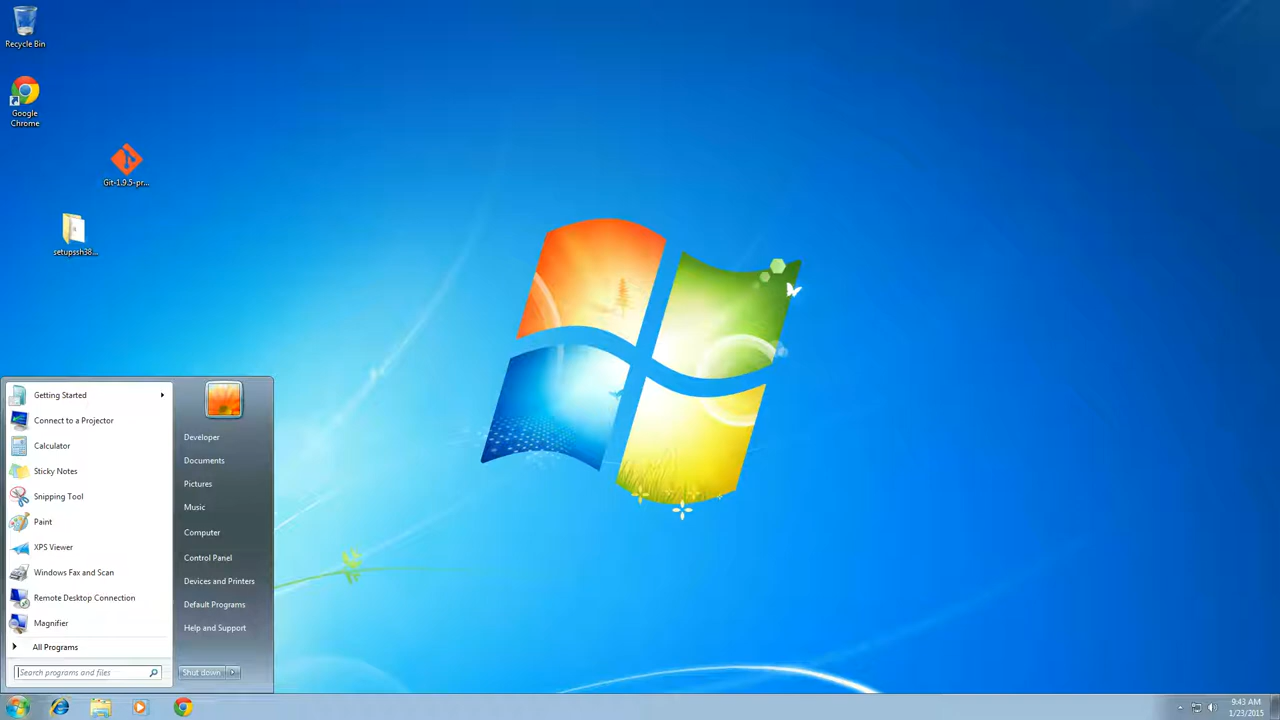 Recycle Bin
Google
Chrome
Git-1.9.5-pr...
setupssh38...
Getting Started
Connect to a Projector
Calculator
Sticky Notes
Snipping Tool
Paint
XPS Viewer
Windows Fax and Scan
Remote Desktop Connection
Magnifier
All Programs
Search programs and files
Developer
Documents
Pictures
Music
Computer
Control Panel
Devices and Printers
Default Programs
Help and Support
Shut down
9:43 AM
1/23/2015